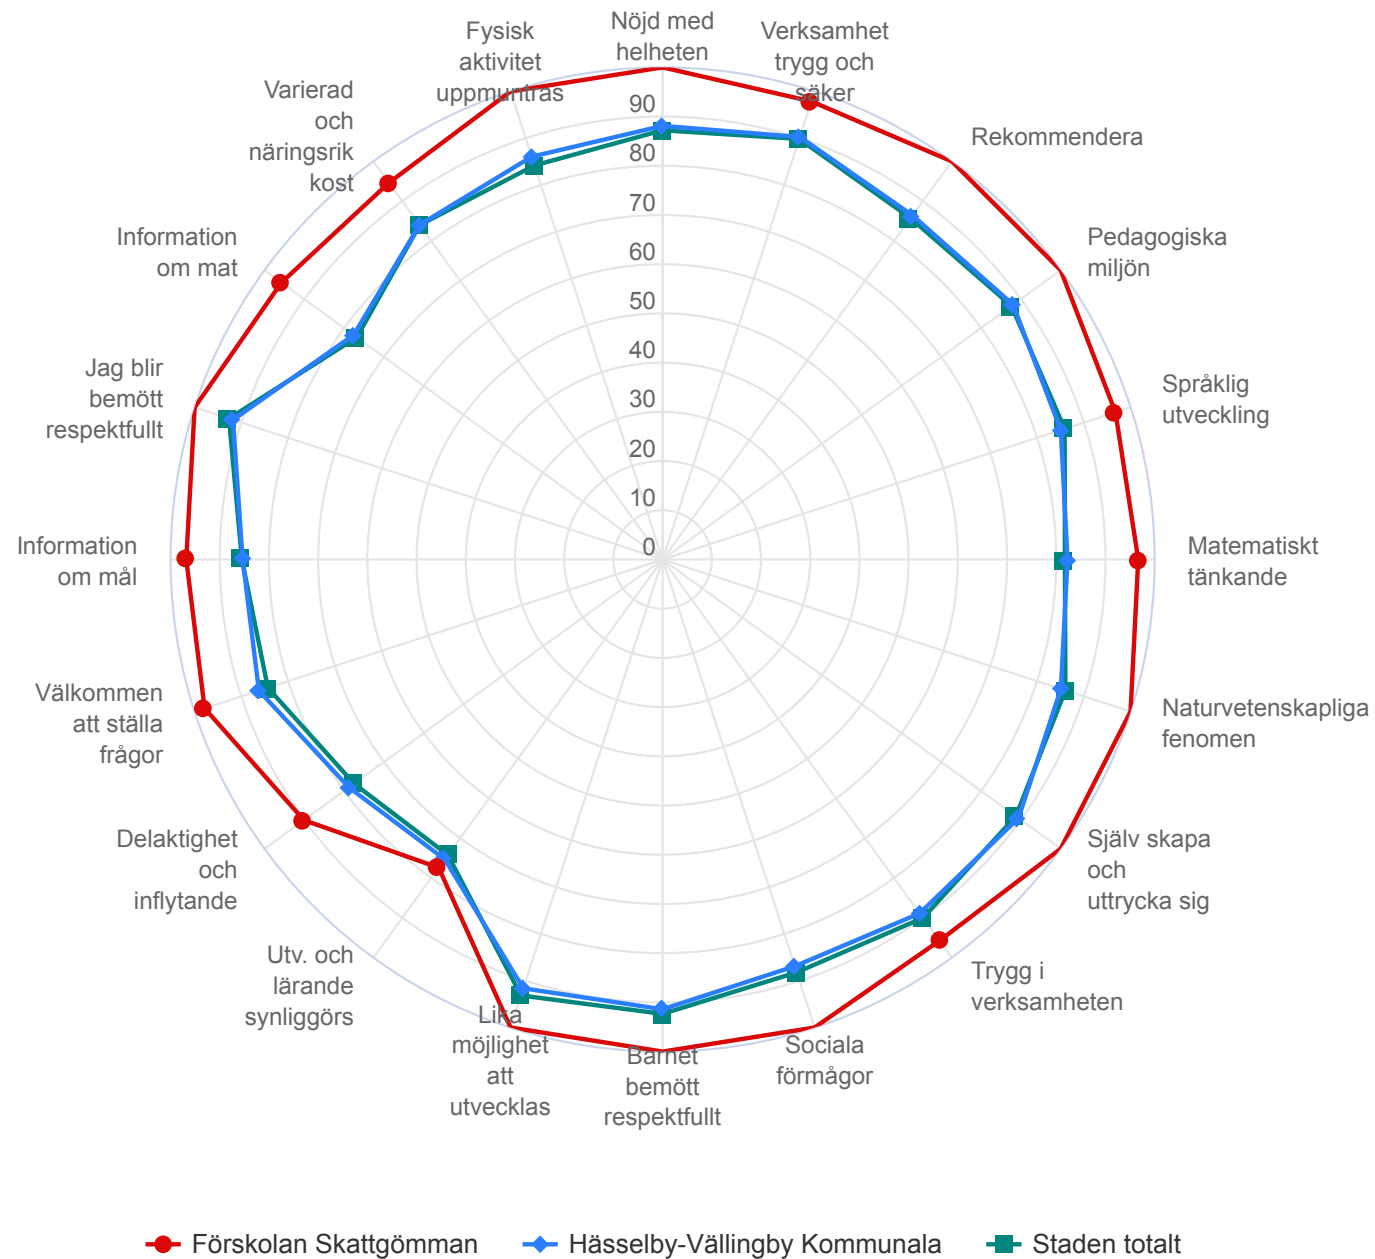 Nöjd med
helheten
Verksamhet
trygg och
säker
Rekommendera
Pedagogiska
miljön
Språklig
utveckling
Matematiskt
tänkande
Naturvetenskapliga
fenomen
Själv skapa
och
uttrycka sig
Trygg i
verksamheten
Sociala
förmågor
Barnet
bemött
respektfullt
Lika
möjlighet
att
utvecklas
Utv. och
lärande
synliggörs
Delaktighet
och
inflytande
Välkommen
att ställa
frågor
Information
om mål
Jag blir
bemött
respektfullt
Information
om mat
Varierad
och
näringsrik
kost
Fysisk
aktivitet
uppmuntras
90
80
70
60
50
40
30
20
10
0
Förskolan Skattgömman
Hässelby-Vällingby Kommunala
Staden totalt